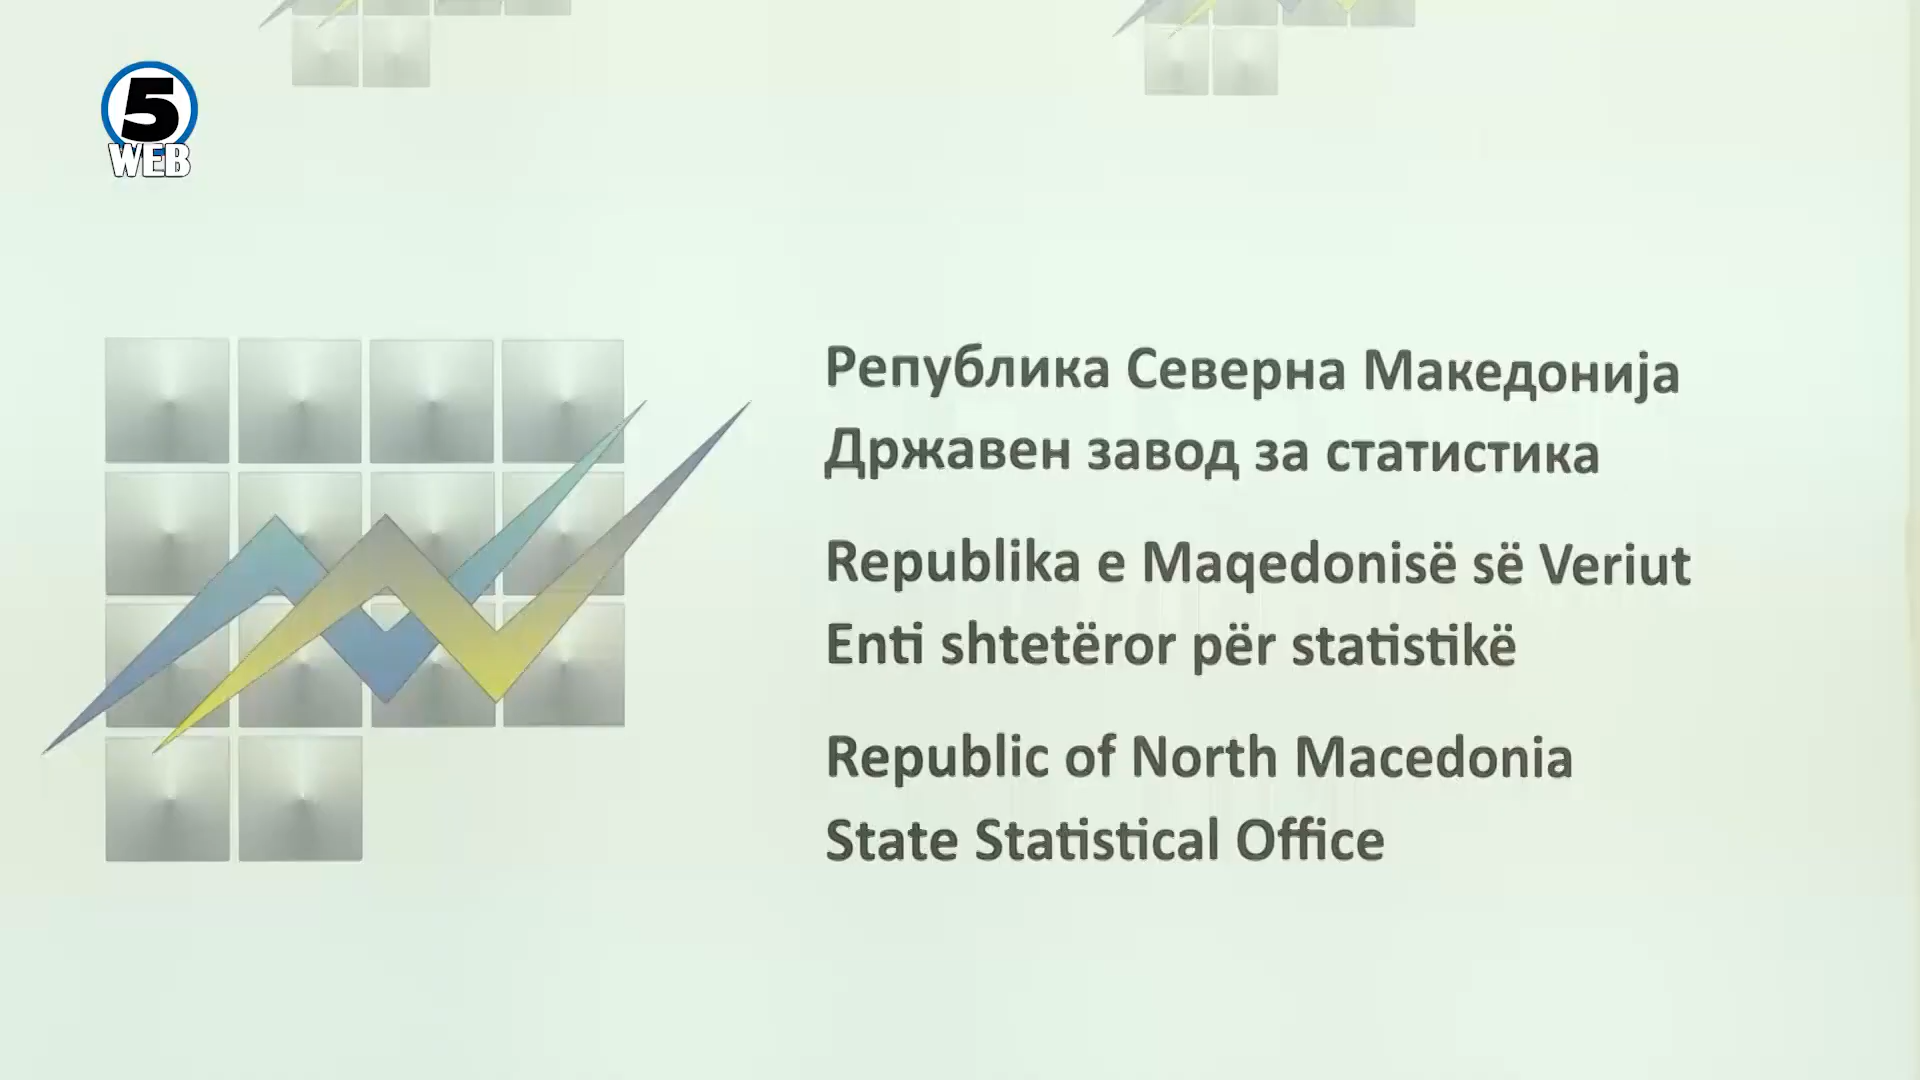 5
WEB
Република Северна Македонија
Државен завод за статистика
Republika e Maqedonisë së Veriut
Enti shtetëror për statistikë
Republic of North Macedonia
State Statistical Office